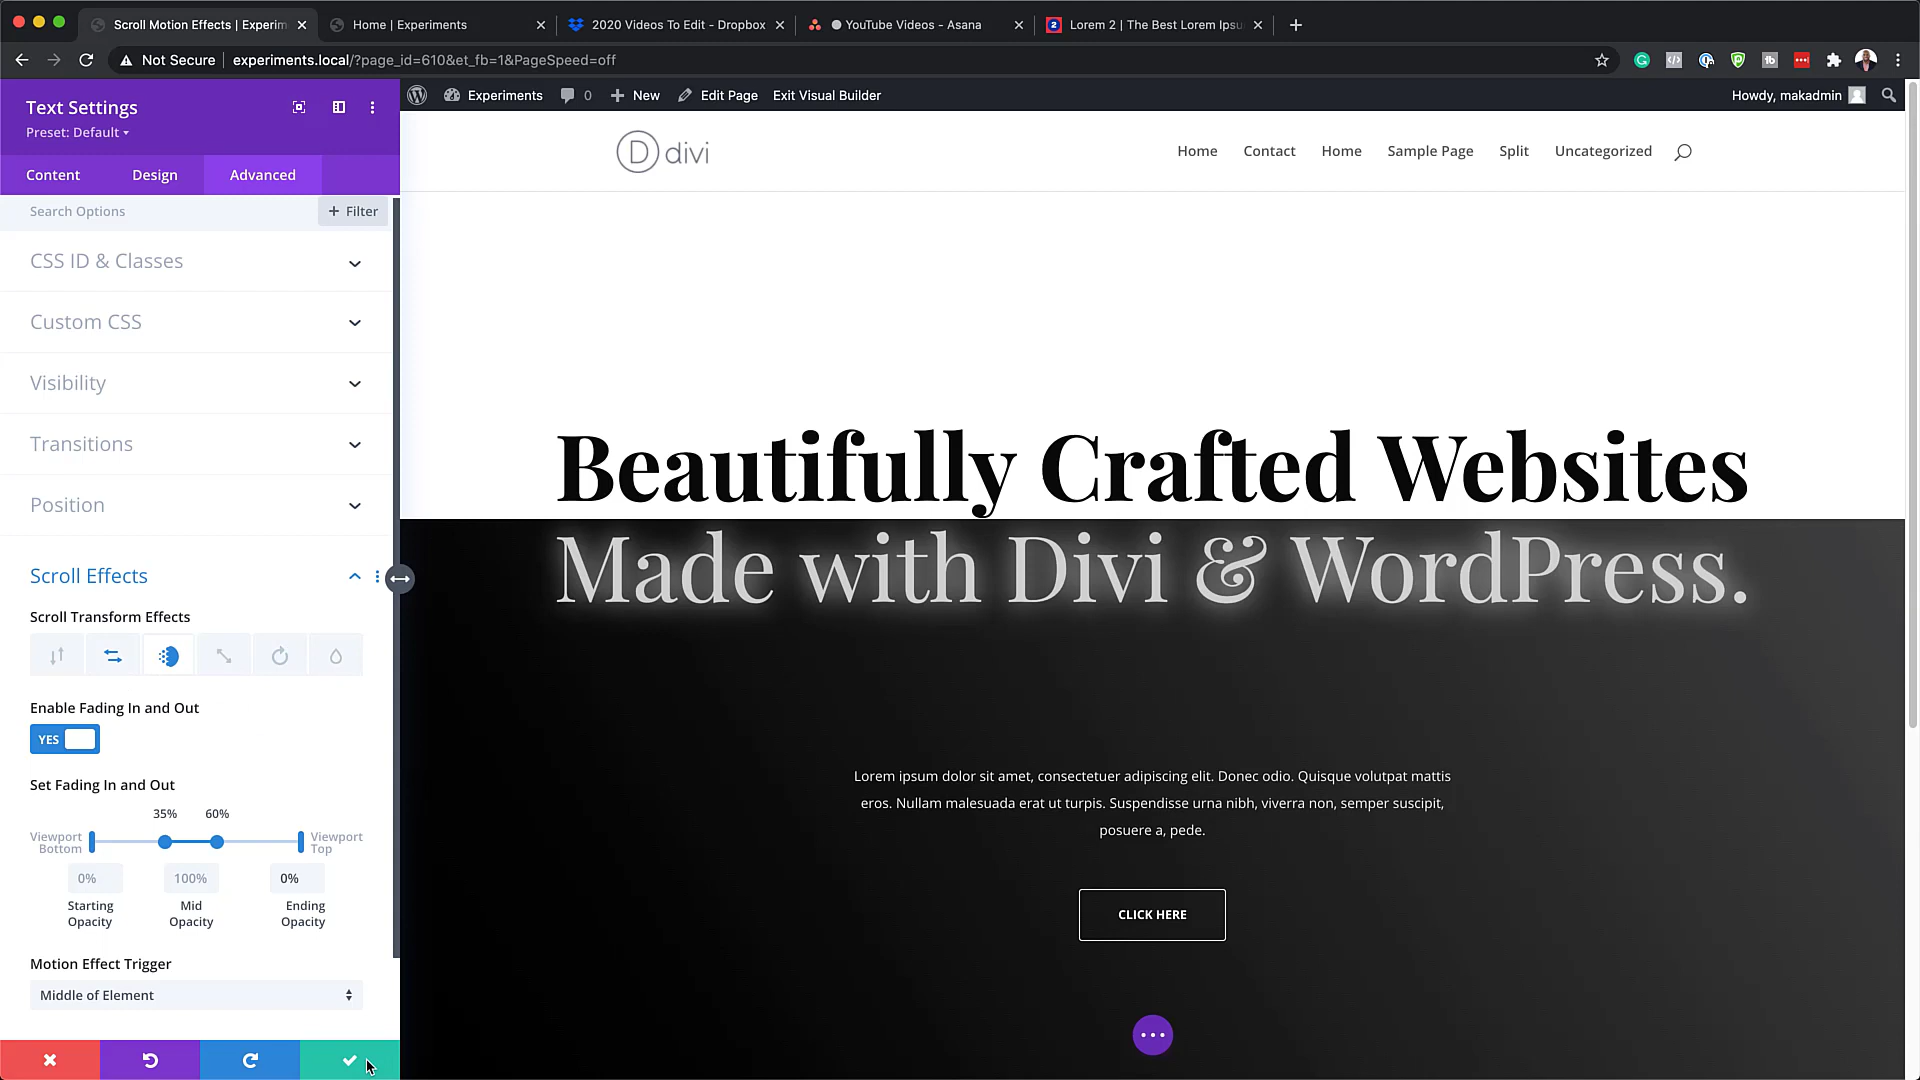 Scroll Motion Effects | Experim
Home | Experiments
2020 Videos To Edit - Dropbox
YouTube Videos - Asana
2
Lorem 2 | The Best Lorem Ipsu
Not Secure
experiments.local/?page_id=610&et_fb=1&PageSpeed=off
Text Settings
Preset: Default
Content
Design
Advanced
Search Options
+ Filter
CSS ID & Classes
Custom CSS
Visibility
Transitions
Position
Scroll Effects
Scroll Transform Effects
Enable Fading In and Out
YES
Set Fading In and Out
35%
60%
Viewport
Bottom
Viewport
Top
0%
100%
0%
Starting
Opacity
Mid
Opacity
Ending
Opacity
Motion Effect Trigger
Middle of Element
Experiments
0
New
Edit Page
Exit Visual Builder
Howdy, makadmin
D divi
Home
Contact
Home
Sample Page
Split
Uncategorized
Beautifully Crafted Websites
Made with Divi & WordPress.
Lorem ipsum dolor sit amet, consectetuer adipiscing elit. Donec odio. Quisque volutpat mattis
eros. Nullam malesuada erat ut turpis. Suspendisse urna nibh, viverra non, semper suscipit,
posuere a, pede.
CLICK HERE